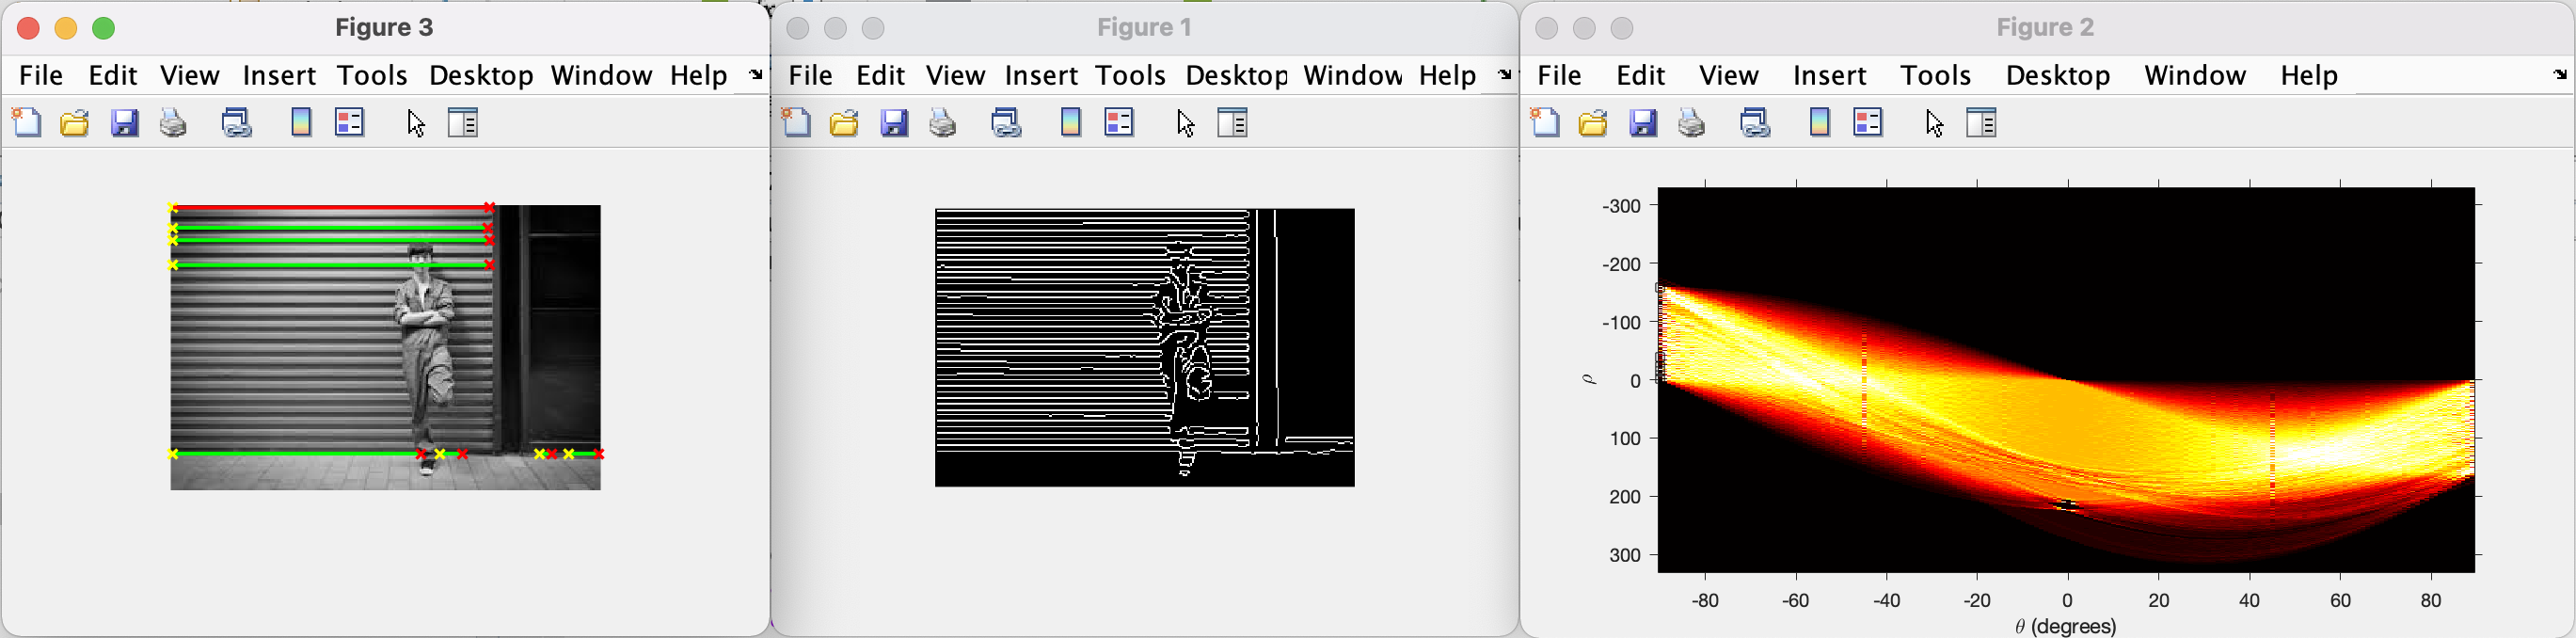 Figure 3
File Edit View Insert Tools Desktop Window Help
Figure 1
File Edit View Insert Tools Desktop Window Help
Figure 2
File Edit View Insert Tools Desktop Window Help
-300
-200
-100
0
100
200
300
ρ
-80 -60 -40 -20 0 20 40 60 80
θ (degrees)